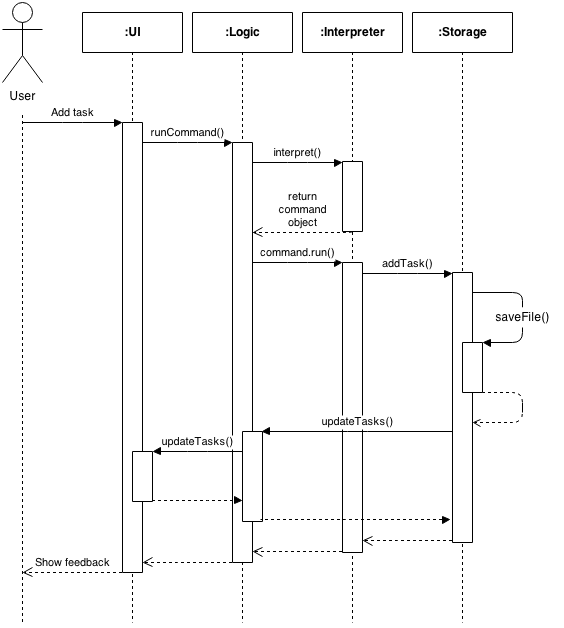 :UI
:Logic
:Interpreter
:Storage
User
Add task
runCommand()
interpret()
return
command
object
command.run()
addTask()
saveFile()
updateTasks()
updateTasks()
Show feedback